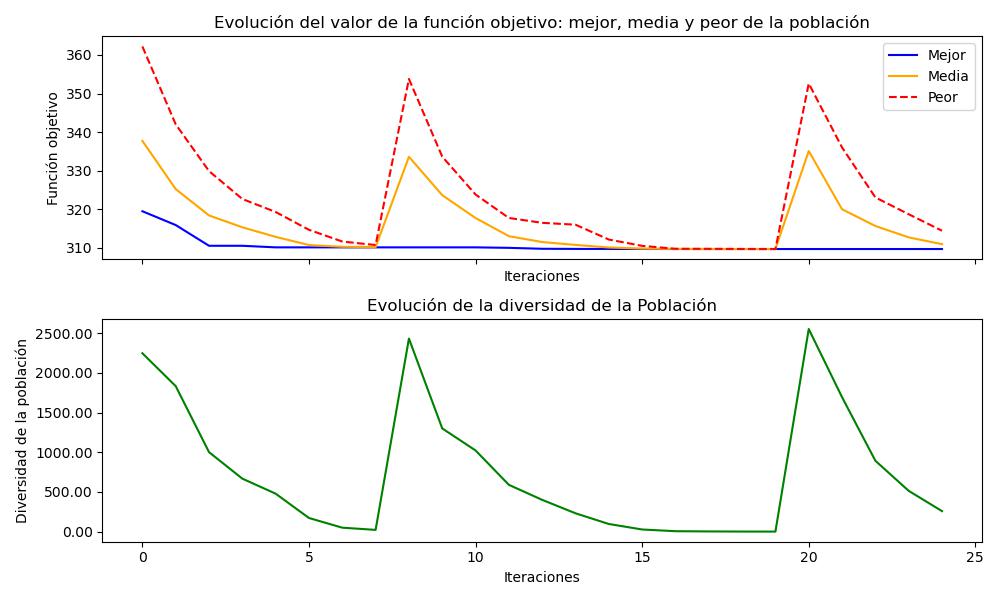 Evolución del valor de la función objetivo: mejor, media y peor de la población
Función objetivo
360
350
340
330
320
310
Mejor
Media
Peor
Iteraciones
Evolución de la diversidad de la Población
Diversidad de la población
2500.00
2000.00
1500.00
1000.00
500.00
0.00
0 5 10 15 20 25
Iteraciones